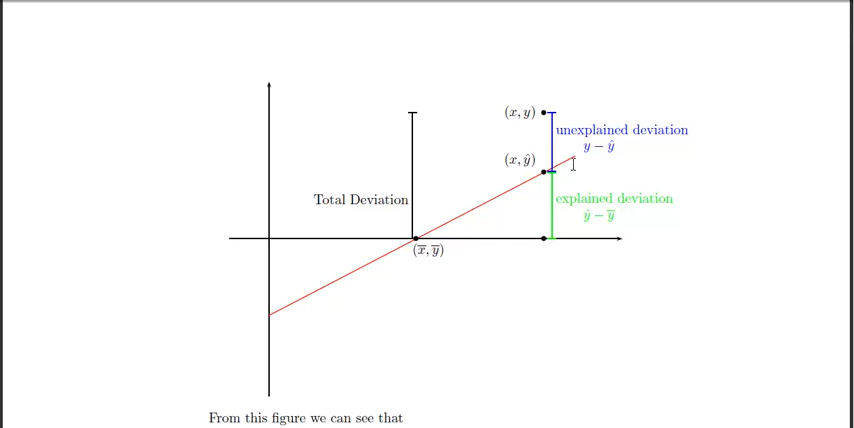 (x, y)
unexplained deviation
y − ŷ
(x, ŷ)
Total Deviation
explained deviation
ŷ − y̅
(x̅, y̅)
From this figure we can see that